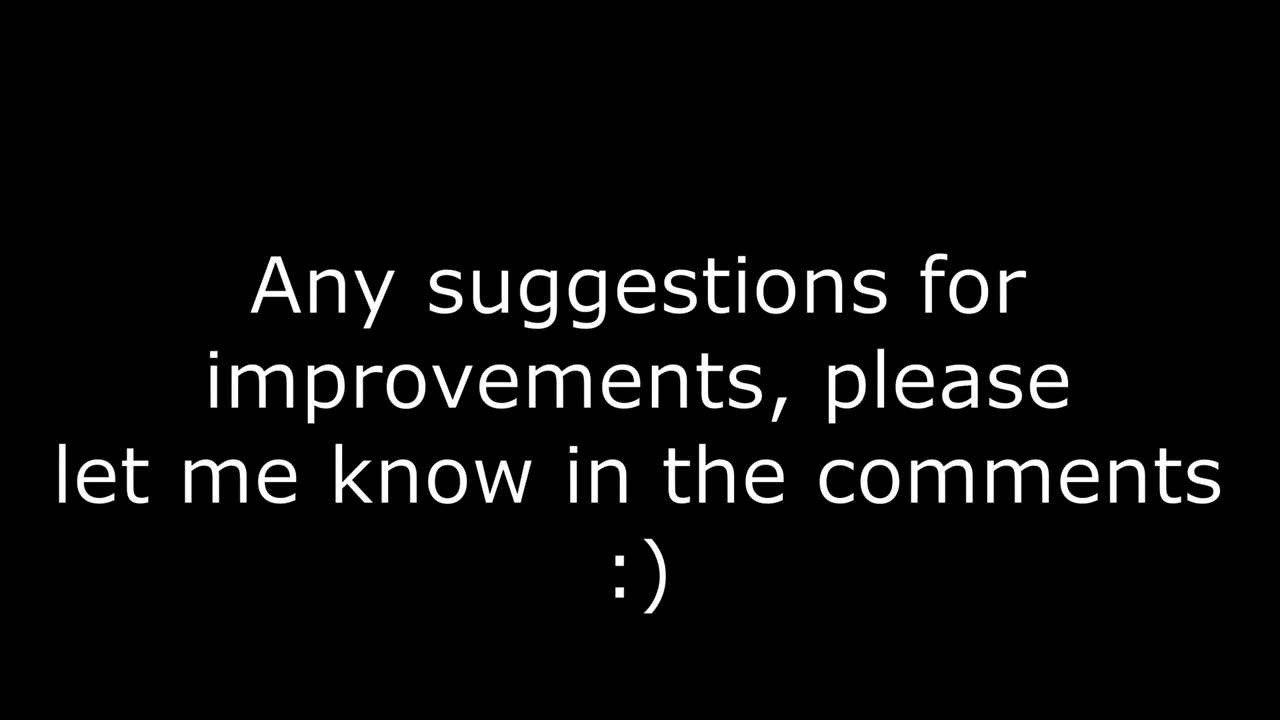 Any suggestions for
improvements, please
let me know in the comments
:)